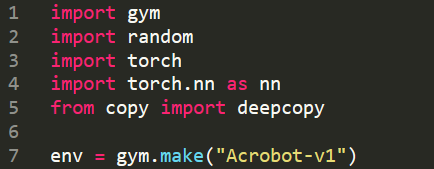 1 import gym
2 import random
3 import torch
4 import torch.nn as nn
5 from copy import deepcopy
6
7 env = gym.make("Acrobot-v1")